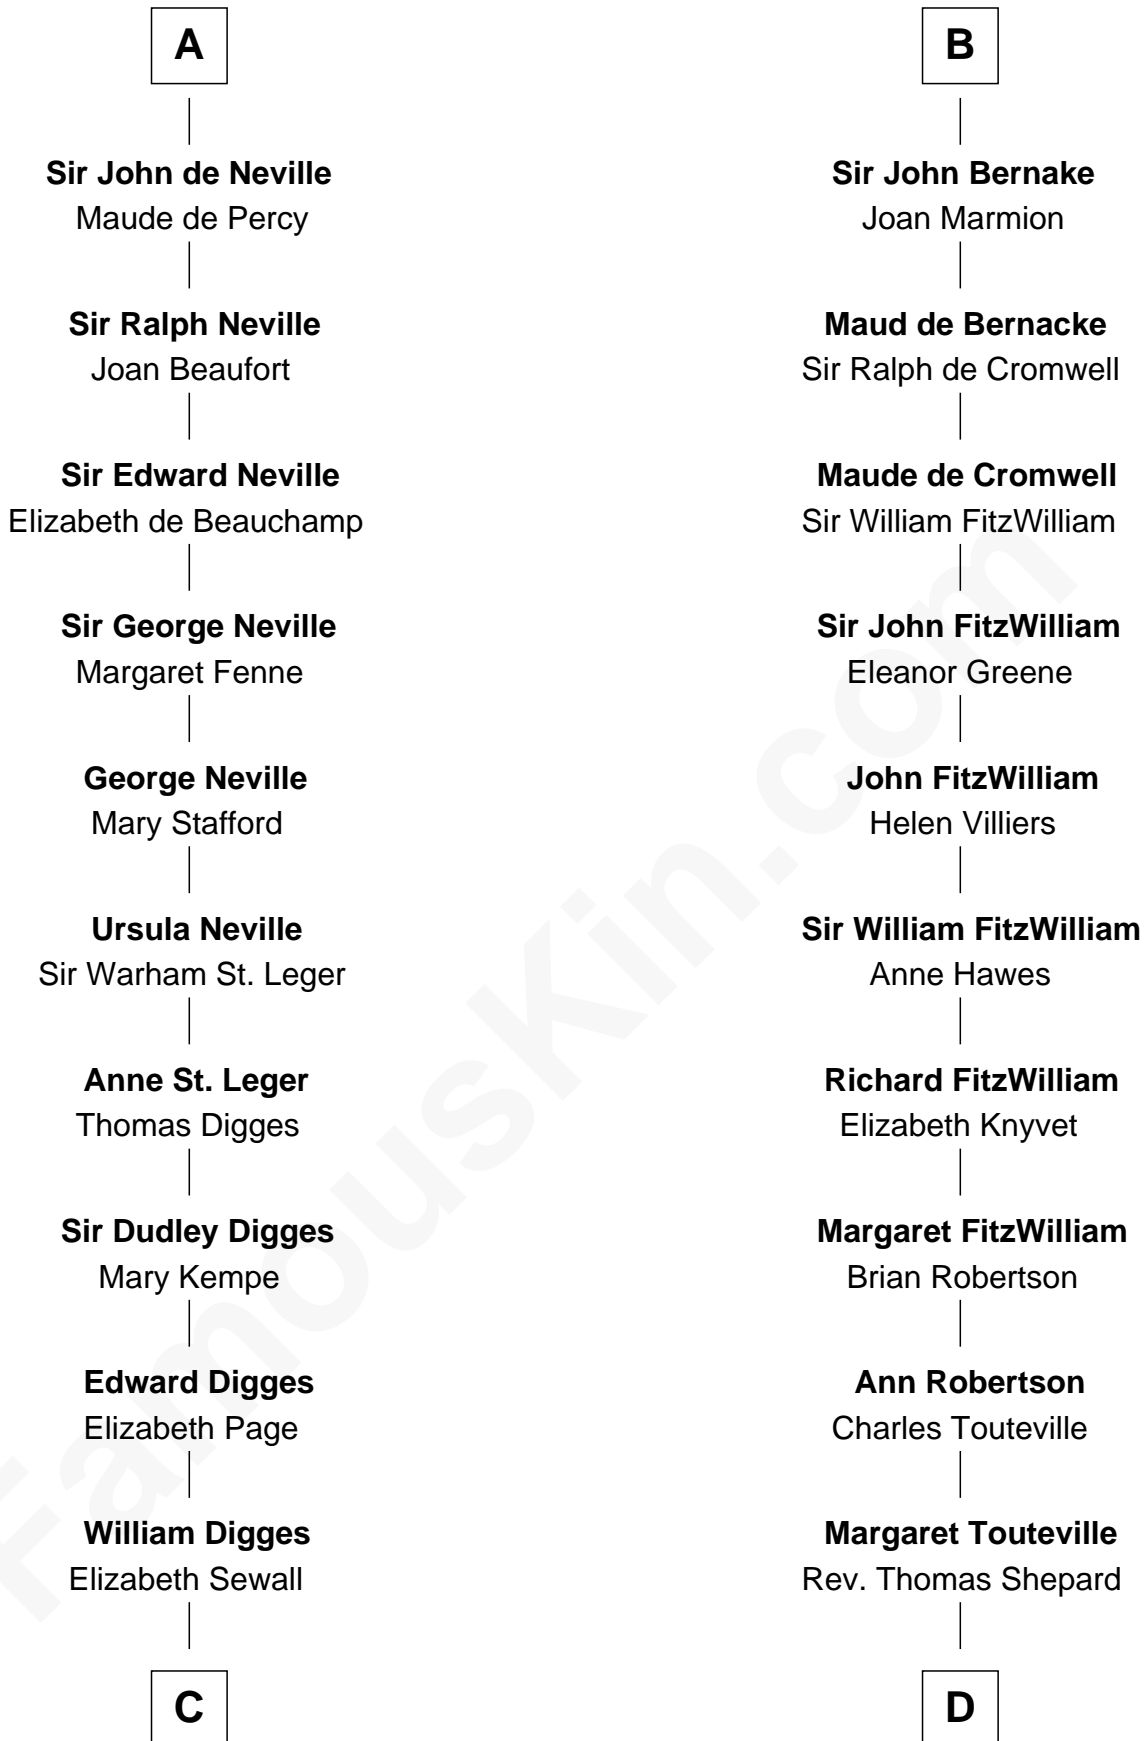 A
Sir John de Neville
Maude de Percy
Sir Ralph Neville
Joan Beaufort
Sir Edward Neville
Elizabeth de Beauchamp
Sir George Neville
Margaret Fenne
George Neville
Mary Stafford
Ursula Neville
Sir Warham St. Leger
Anne St. Leger
Thomas Digges
Sir Dudley Digges
Mary Kempe
Edward Digges
Elizabeth Page
William Digges
Elizabeth Sewall
C
B
Sir John Bernake
Joan Marmion
Maud de Bernacke
Sir Ralph de Cromwell
Maude de Cromwell
Sir William FitzWilliam
Sir John FitzWilliam
Eleanor Greene
John FitzWilliam
Helen Villiers
Sir William FitzWilliam
Anne Hawes
Richard FitzWilliam
Elizabeth Knyvet
Margaret FitzWilliam
Brian Robertson
Ann Robertson
Charles Touteville
Margaret Touteville
Rev. Thomas Shepard
D
FamousKin.com